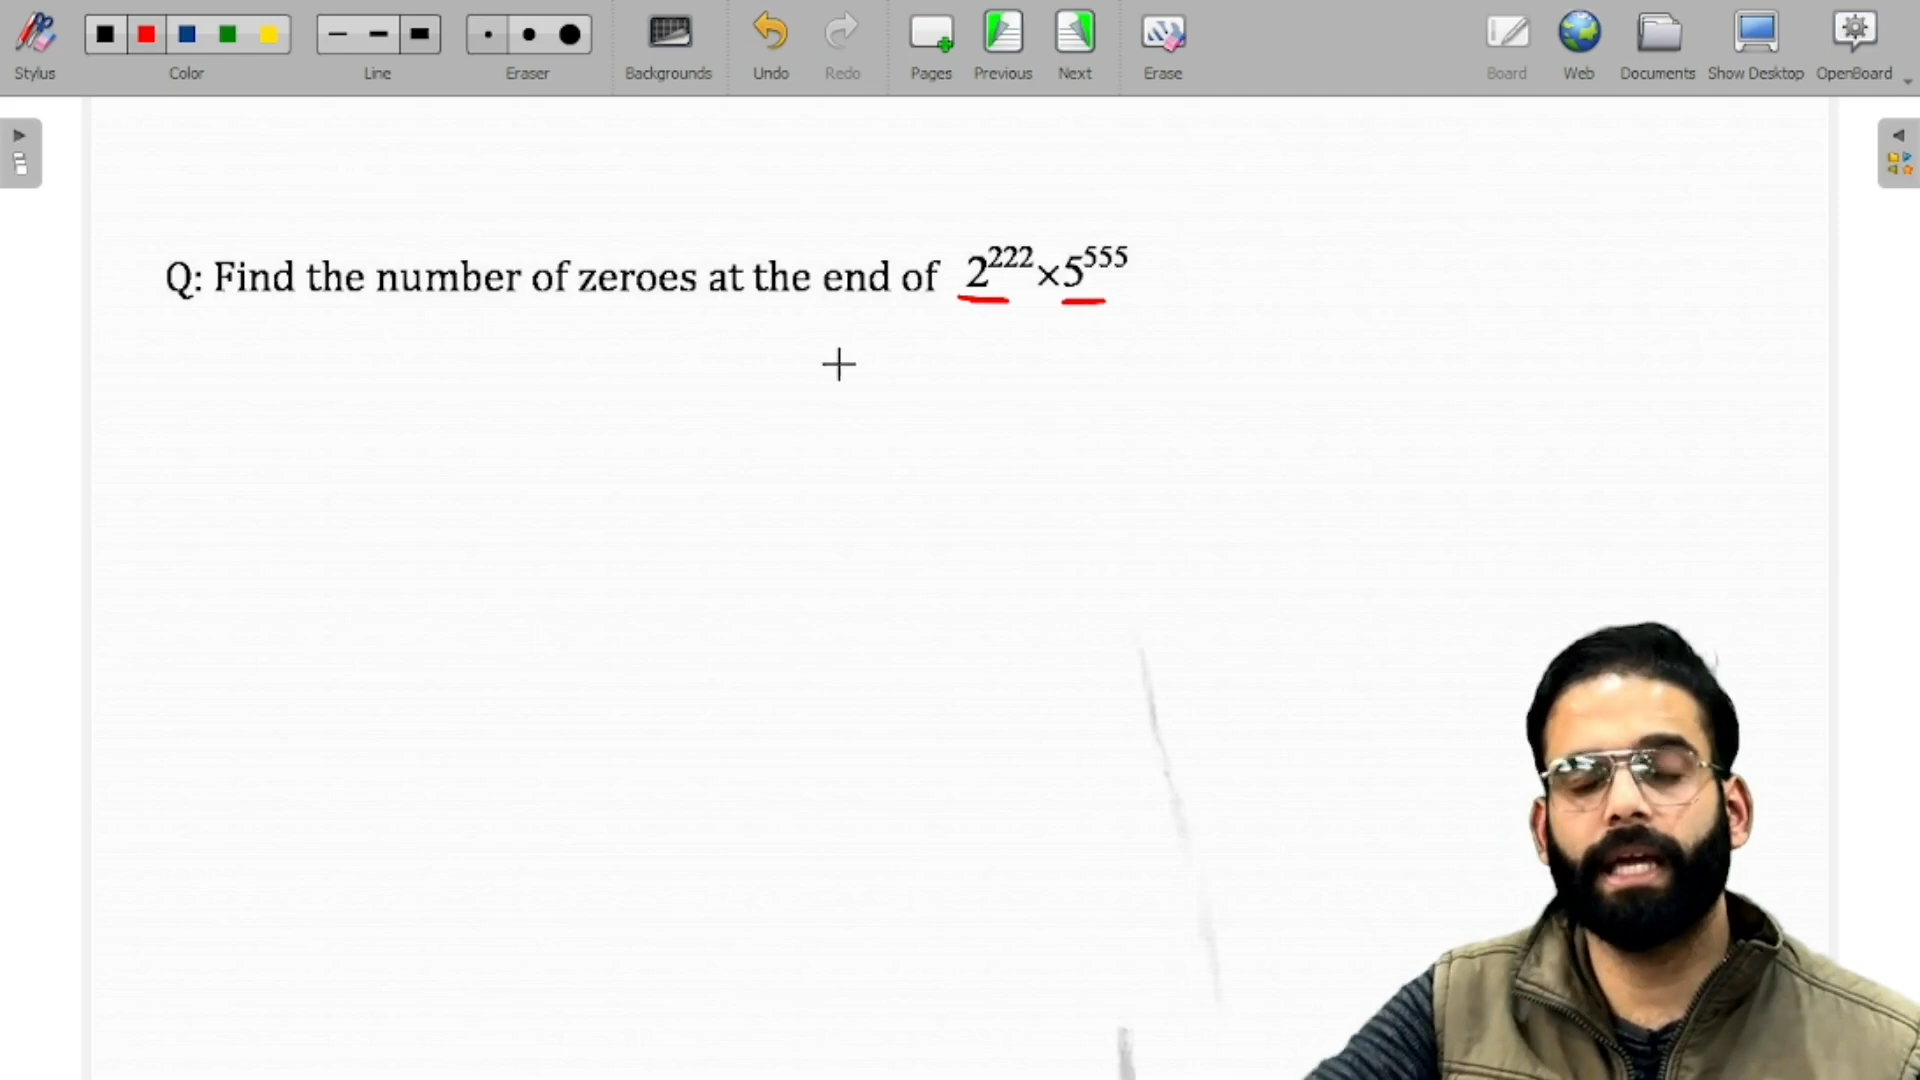 Stylus Color Line Eraser Backgrounds Undo Redo Pages Previous Next Erase Board Web Documents Show Desktop OpenBoard
Q: Find the number of zeroes at the end of 2^222 × 5^555